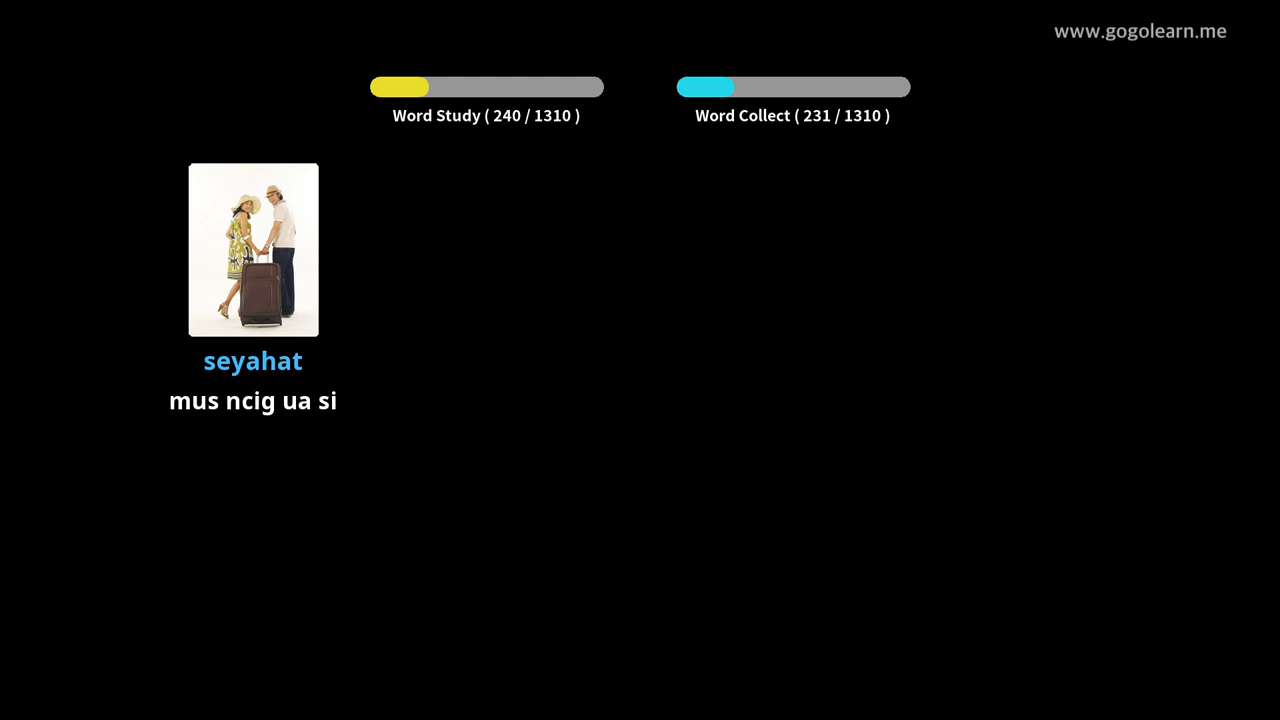 www.gogolearn.me
Word Study ( 240 / 1310 )
Word Collect ( 231 / 1310 )
seyahat
mus ncig ua si